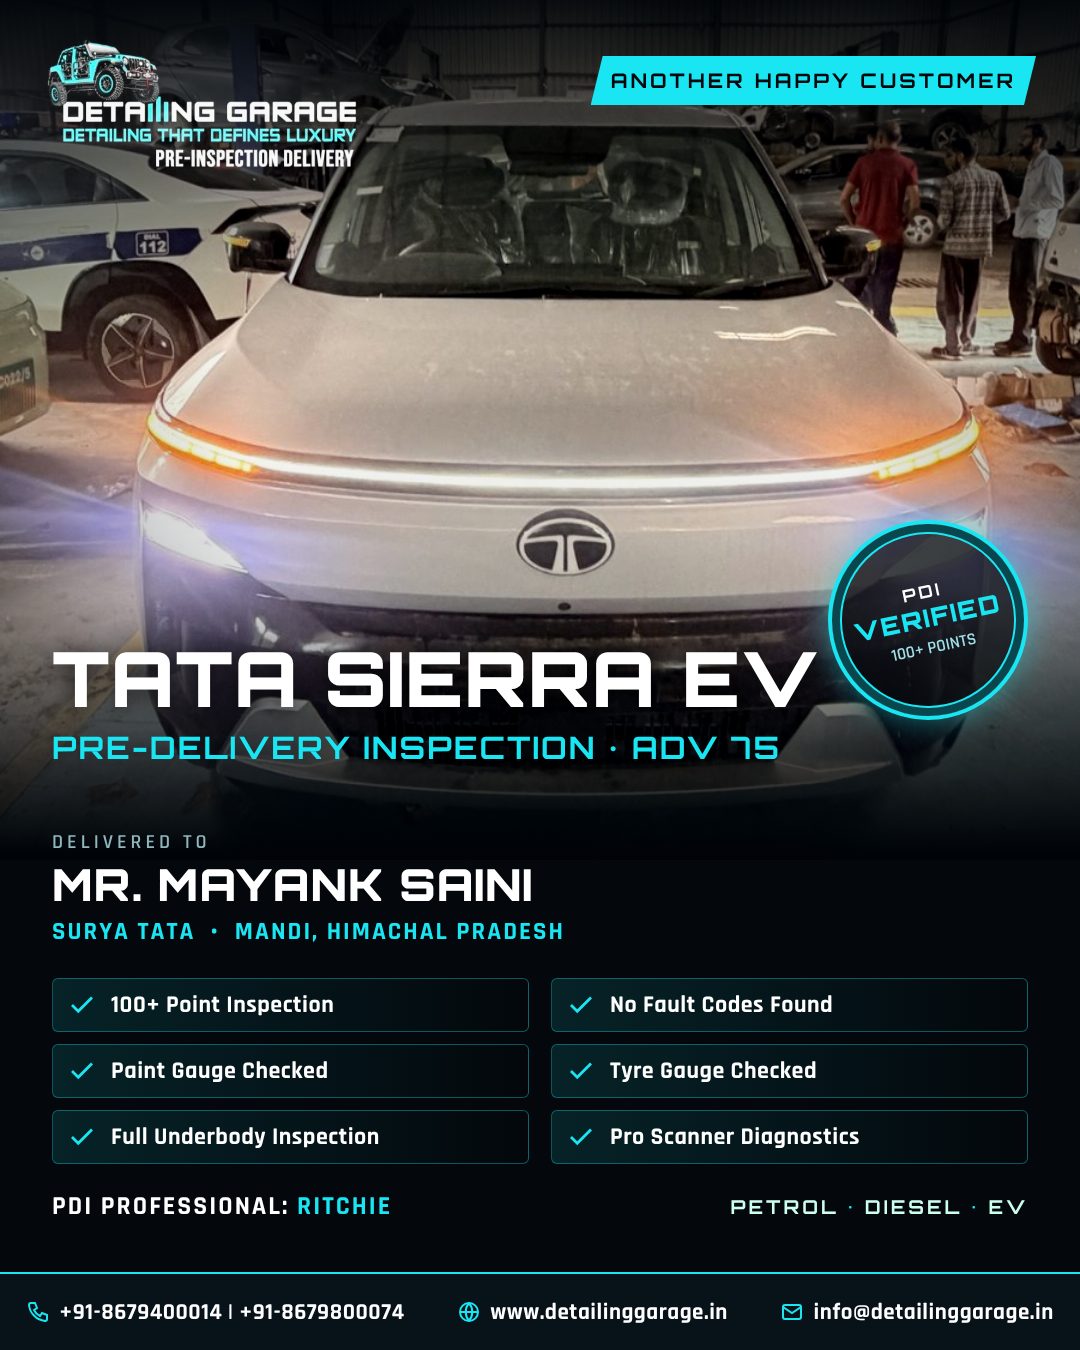 DETAILING GARAGE
DETAILING THAT DEFINES LUXURY
PRE-INSPECTION DELIVERY
ANOTHER HAPPY CUSTOMER
DIAL
112
PDI
VERIFIED
100+ POINTS
TATA SIERRA EV
PRE-DELIVERY INSPECTION · ADV 75
DELIVERED TO
MR. MAYANK SAINI
SURYA TATA • MANDI, HIMACHAL PRADESH
100+ Point Inspection
No Fault Codes Found
Paint Gauge Checked
Tyre Gauge Checked
Full Underbody Inspection
Pro Scanner Diagnostics
PDI PROFESSIONAL: RITCHIE
PETROL · DIESEL · EV
+91-8679400014 | +91-8679800074
www.detailinggarage.in
info@detailinggarage.in